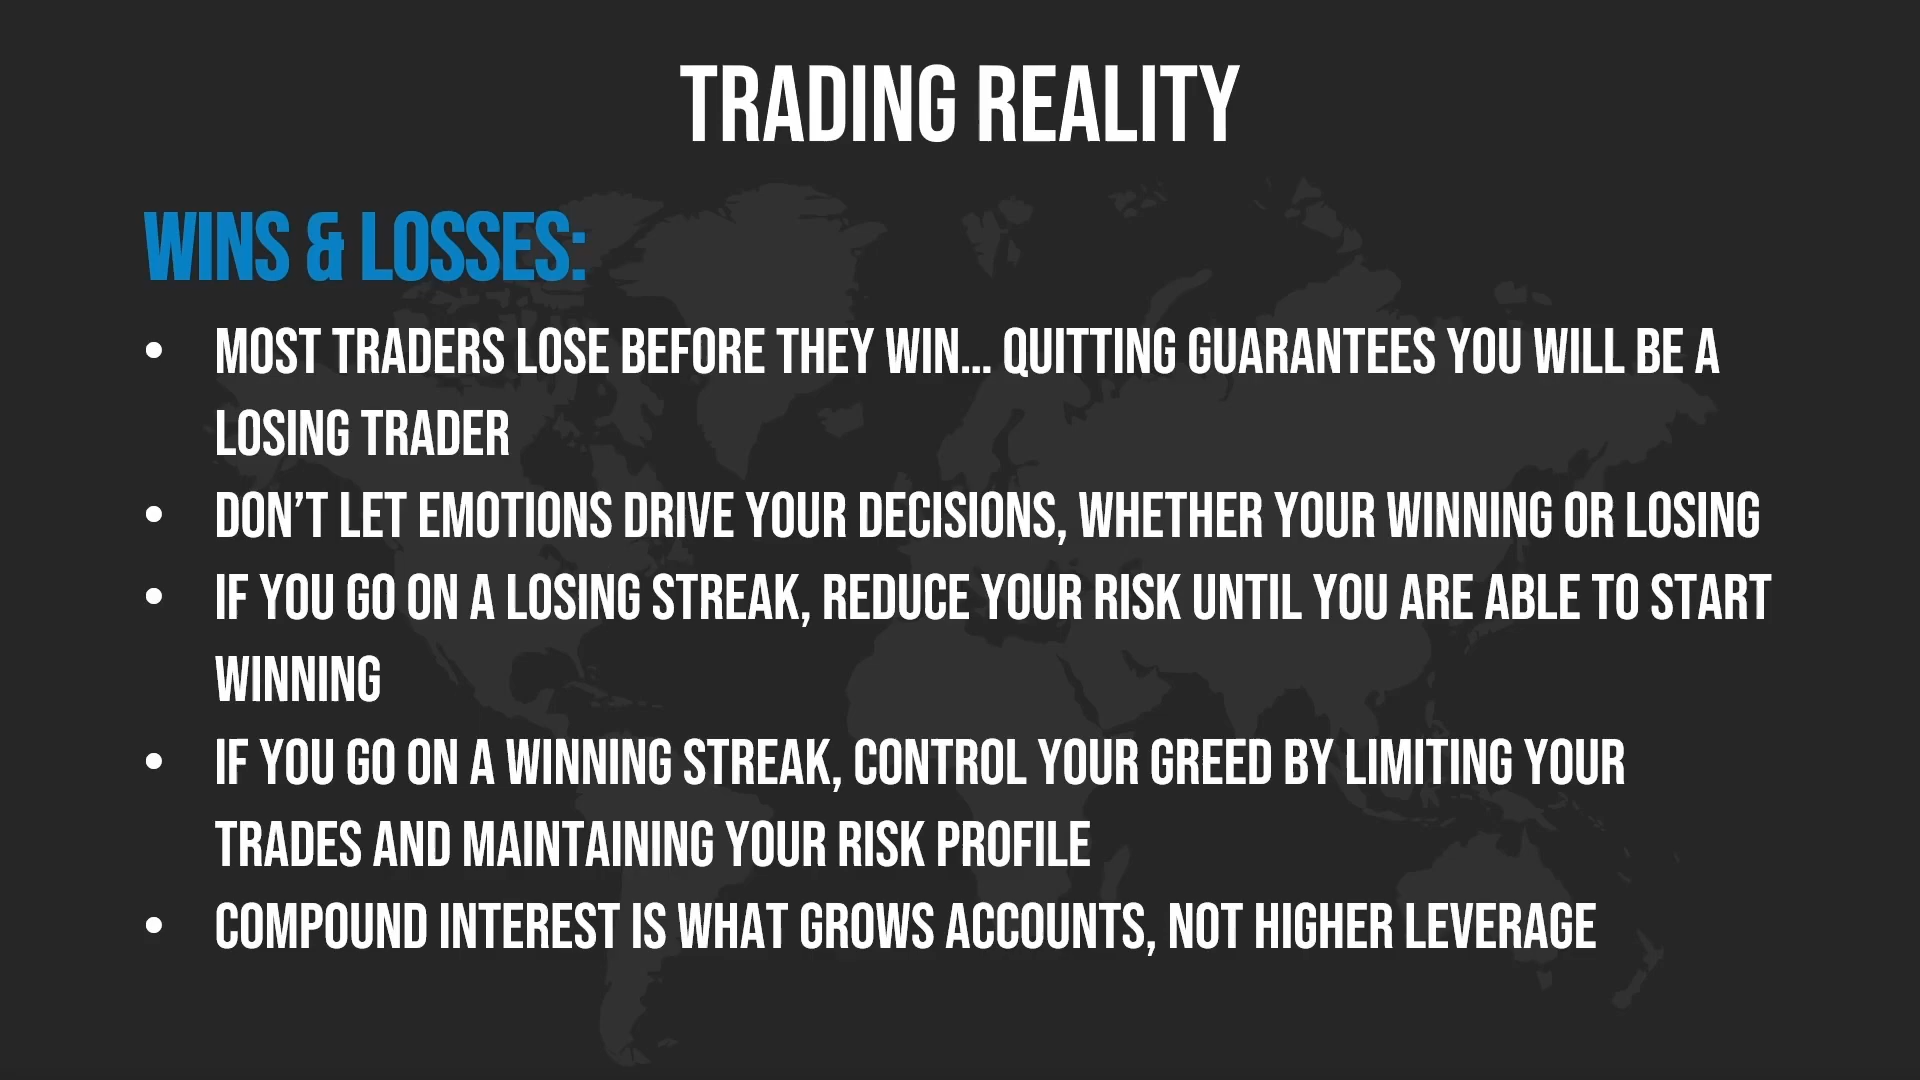 TRADING REALITY
WINS & LOSSES:
• MOST TRADERS LOSE BEFORE THEY WIN... QUITTING GUARANTEES YOU WILL BE A
LOSING TRADER
• DON’T LET EMOTIONS DRIVE YOUR DECISIONS, WHETHER YOUR WINNING OR LOSING
• IF YOU GO ON A LOSING STREAK, REDUCE YOUR RISK UNTIL YOU ARE ABLE TO START
WINNING
• IF YOU GO ON A WINNING STREAK, CONTROL YOUR GREED BY LIMITING YOUR
TRADES AND MAINTAINING YOUR RISK PROFILE
• COMPOUND INTEREST IS WHAT GROWS ACCOUNTS, NOT HIGHER LEVERAGE